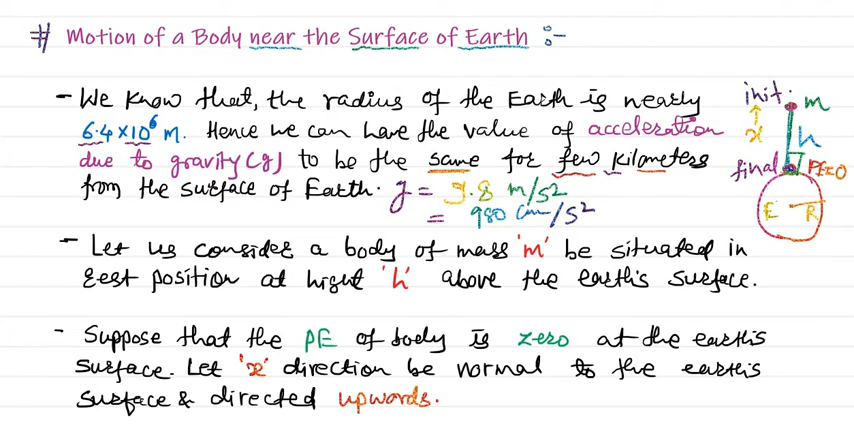 # Motion of a Body near the Surface of Earth :-
- We know that, the radius of the Earth is nearly
6.4×10⁶ m. Hence we can have the value of acceleration
due to gravity (g) to be the same for few kilometers
from the surface of Earth. g = 9.8 m/s²
= 980 cm/s²
init.
m
x
h
final
PE=0
E
R
- Let us consider a body of mass 'm' be situated in
rest position at hight 'h' above the earth's surface.
- Suppose that the PE of body is zero at the earth's
surface. Let 'x' direction be normal to the earth's
surface & directed upwards.